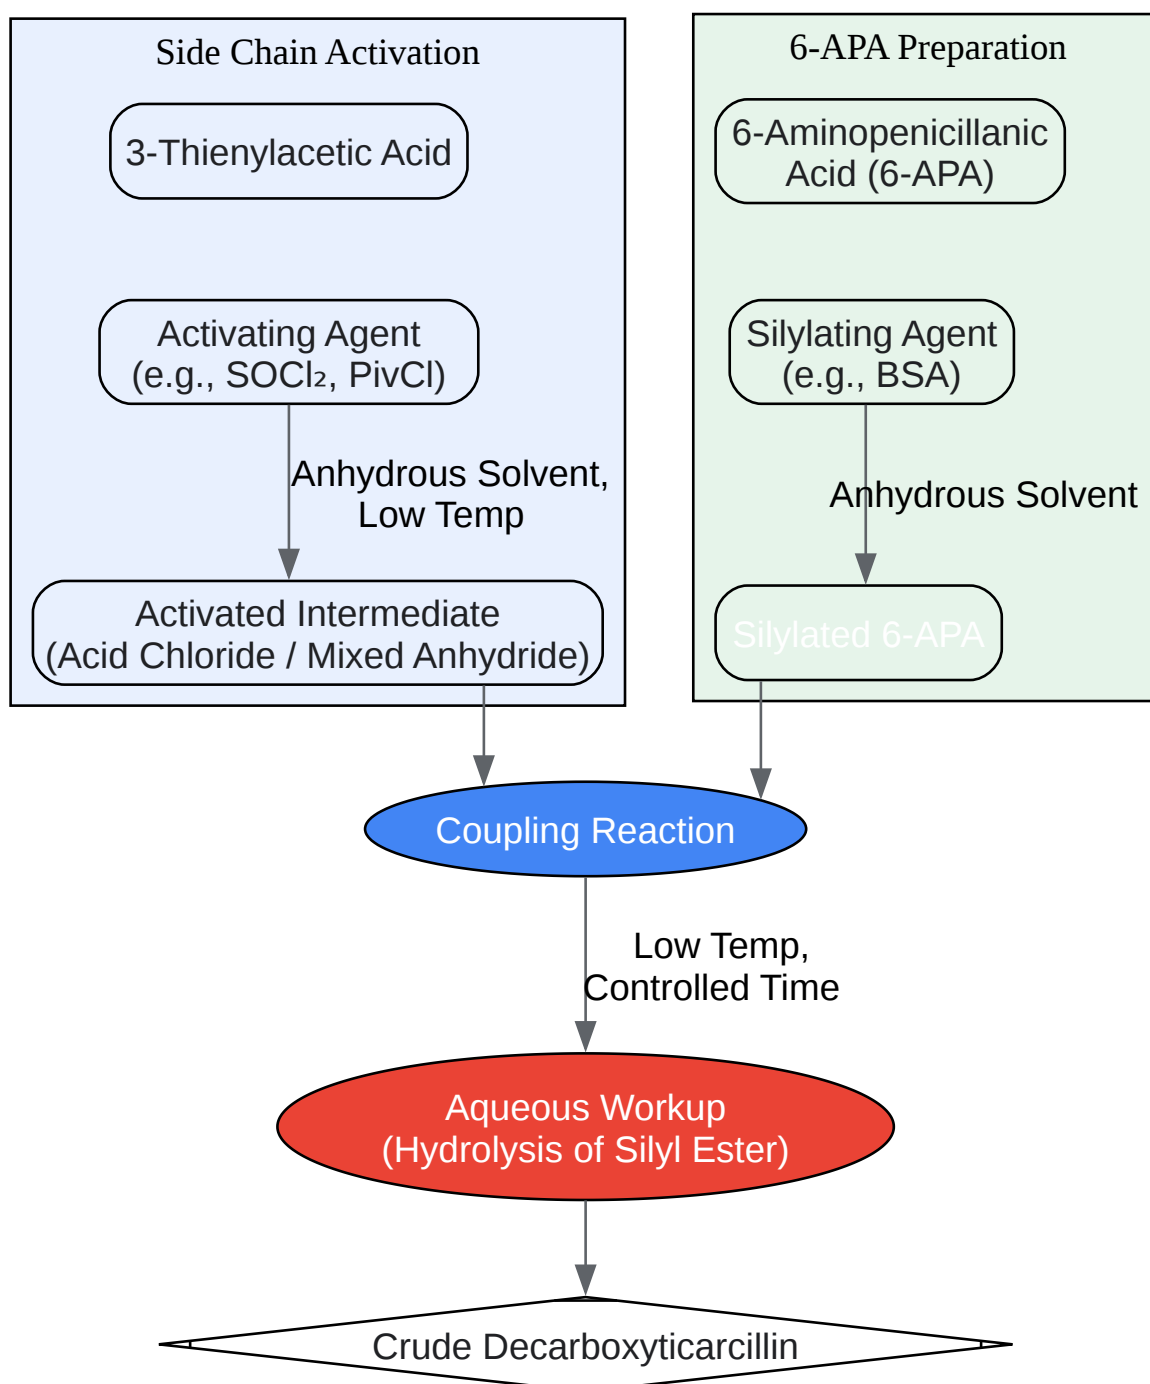 Side Chain Activation
3-Thienylacetic Acid
Activating Agent
(e.g., SOCl₂, PivCl)
Anhydrous Solvent,
Low Temp
Activated Intermediate
(Acid Chloride / Mixed Anhydride)
6-APA Preparation
6-Aminopenicillanic
Acid (6-APA)
Silylating Agent
(e.g., BSA)
Anhydrous Solvent
Silylated 6-APA
Coupling Reaction
Low Temp,
Controlled Time
Aqueous Workup
(Hydrolysis of Silyl Ester)
Crude Decarboxyticarcillin